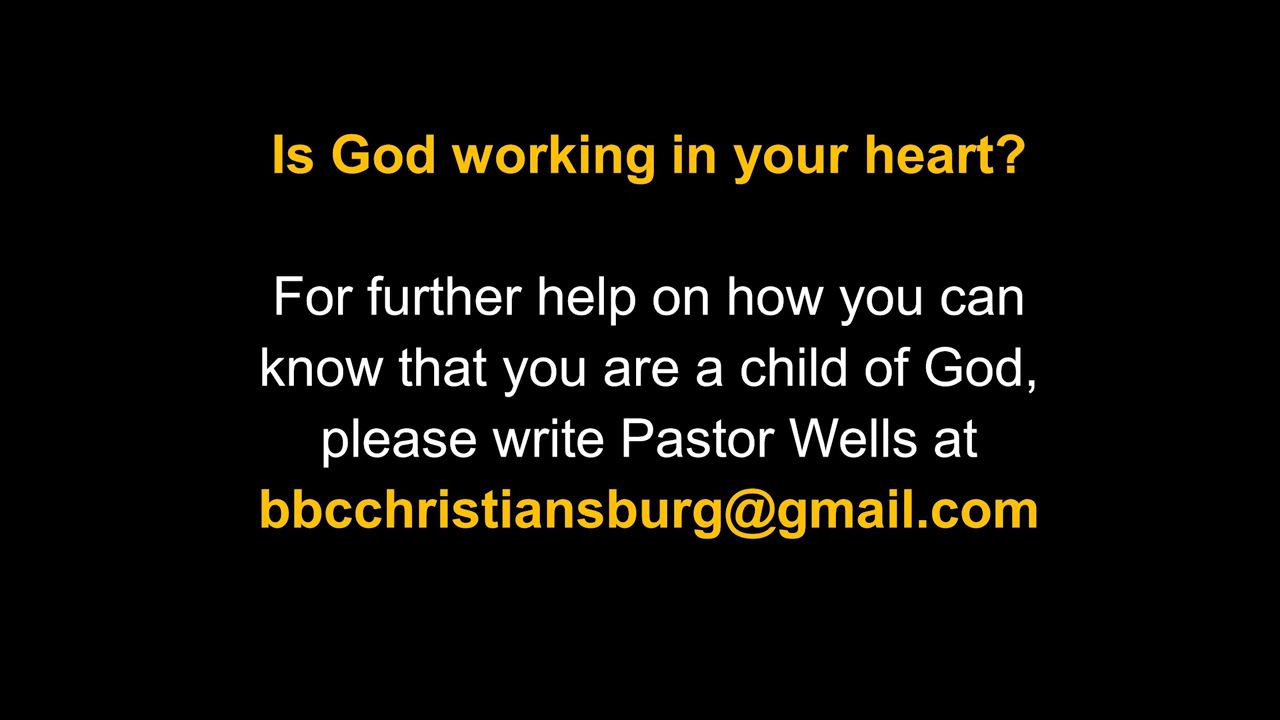 Is God working in your heart?
For further help on how you can
know that you are a child of God,
please write Pastor Wells at
bbcchristiansburg@gmail.com